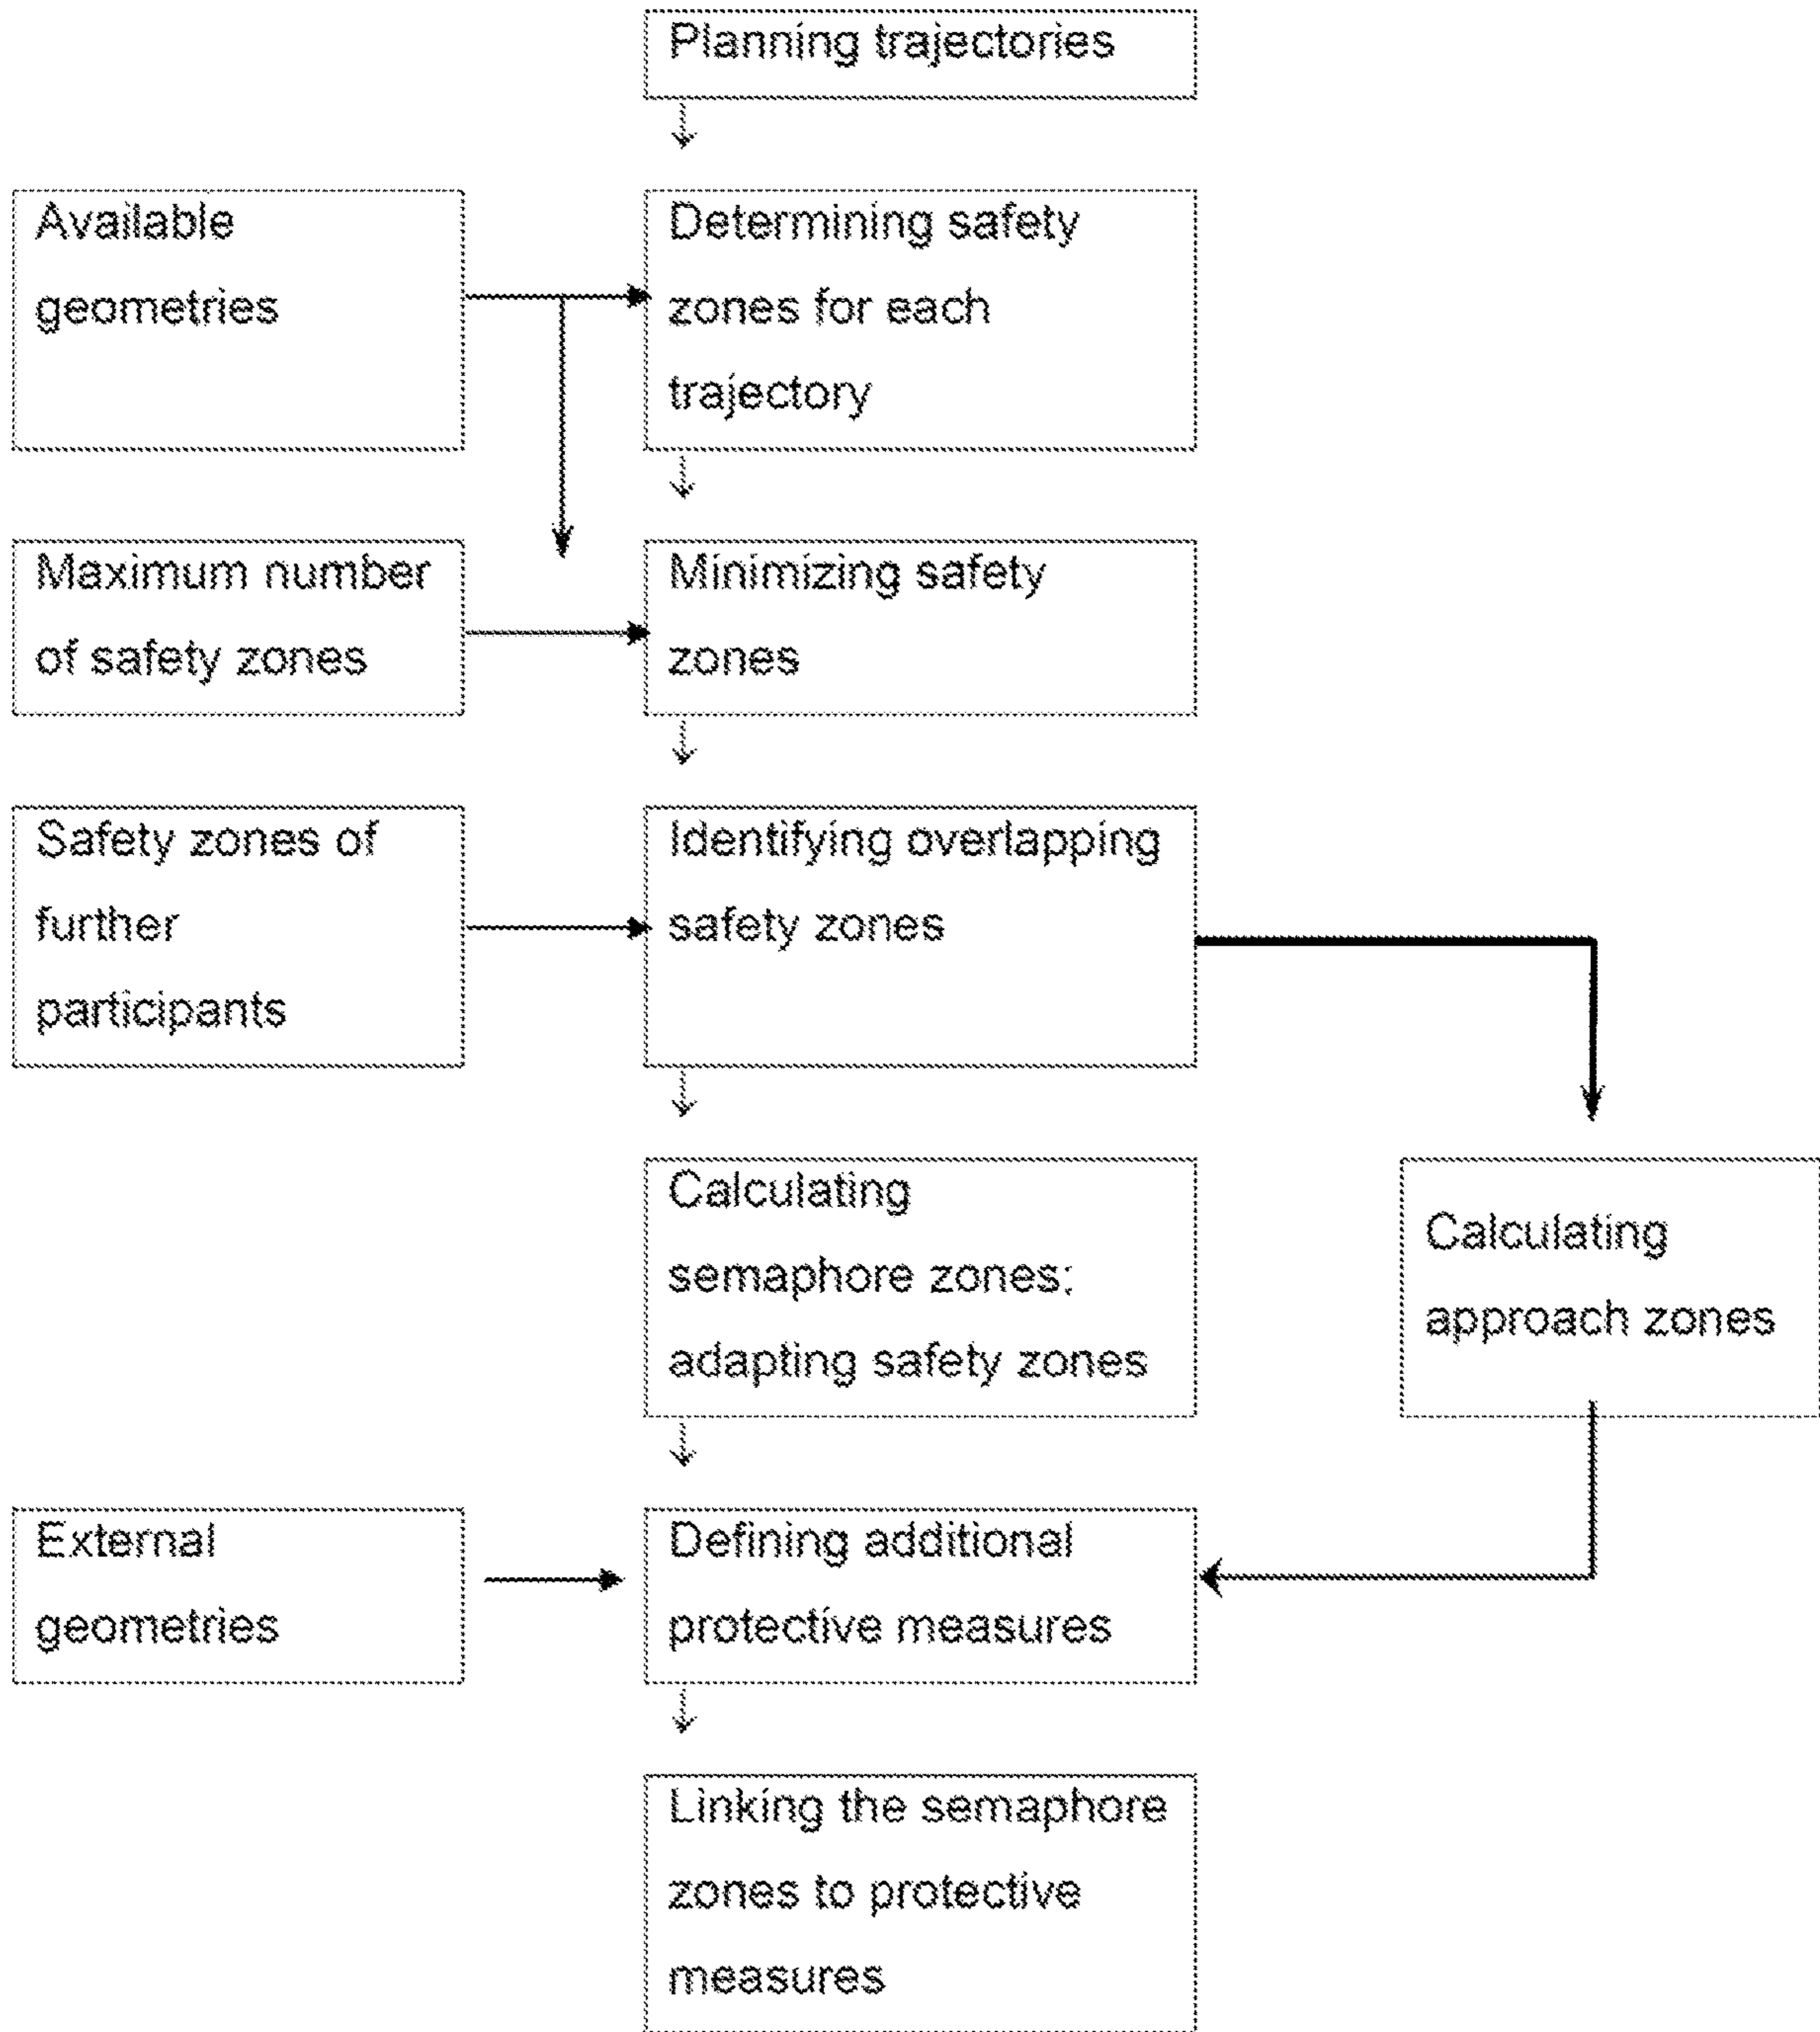 Planning trajectories
Available
geometries
Determining safety
zones for each
trajectory
Maximum number
of safety zones
Minimizing safety
zones
Safety zones of
further
participants
Identifying overlapping
safety zones
Calculating
semaphore zones;
adapting safety zones
Calculating
approach zones
External
geometries
Defining additional
protective measures
Linking the semaphore
zones to protective
measures